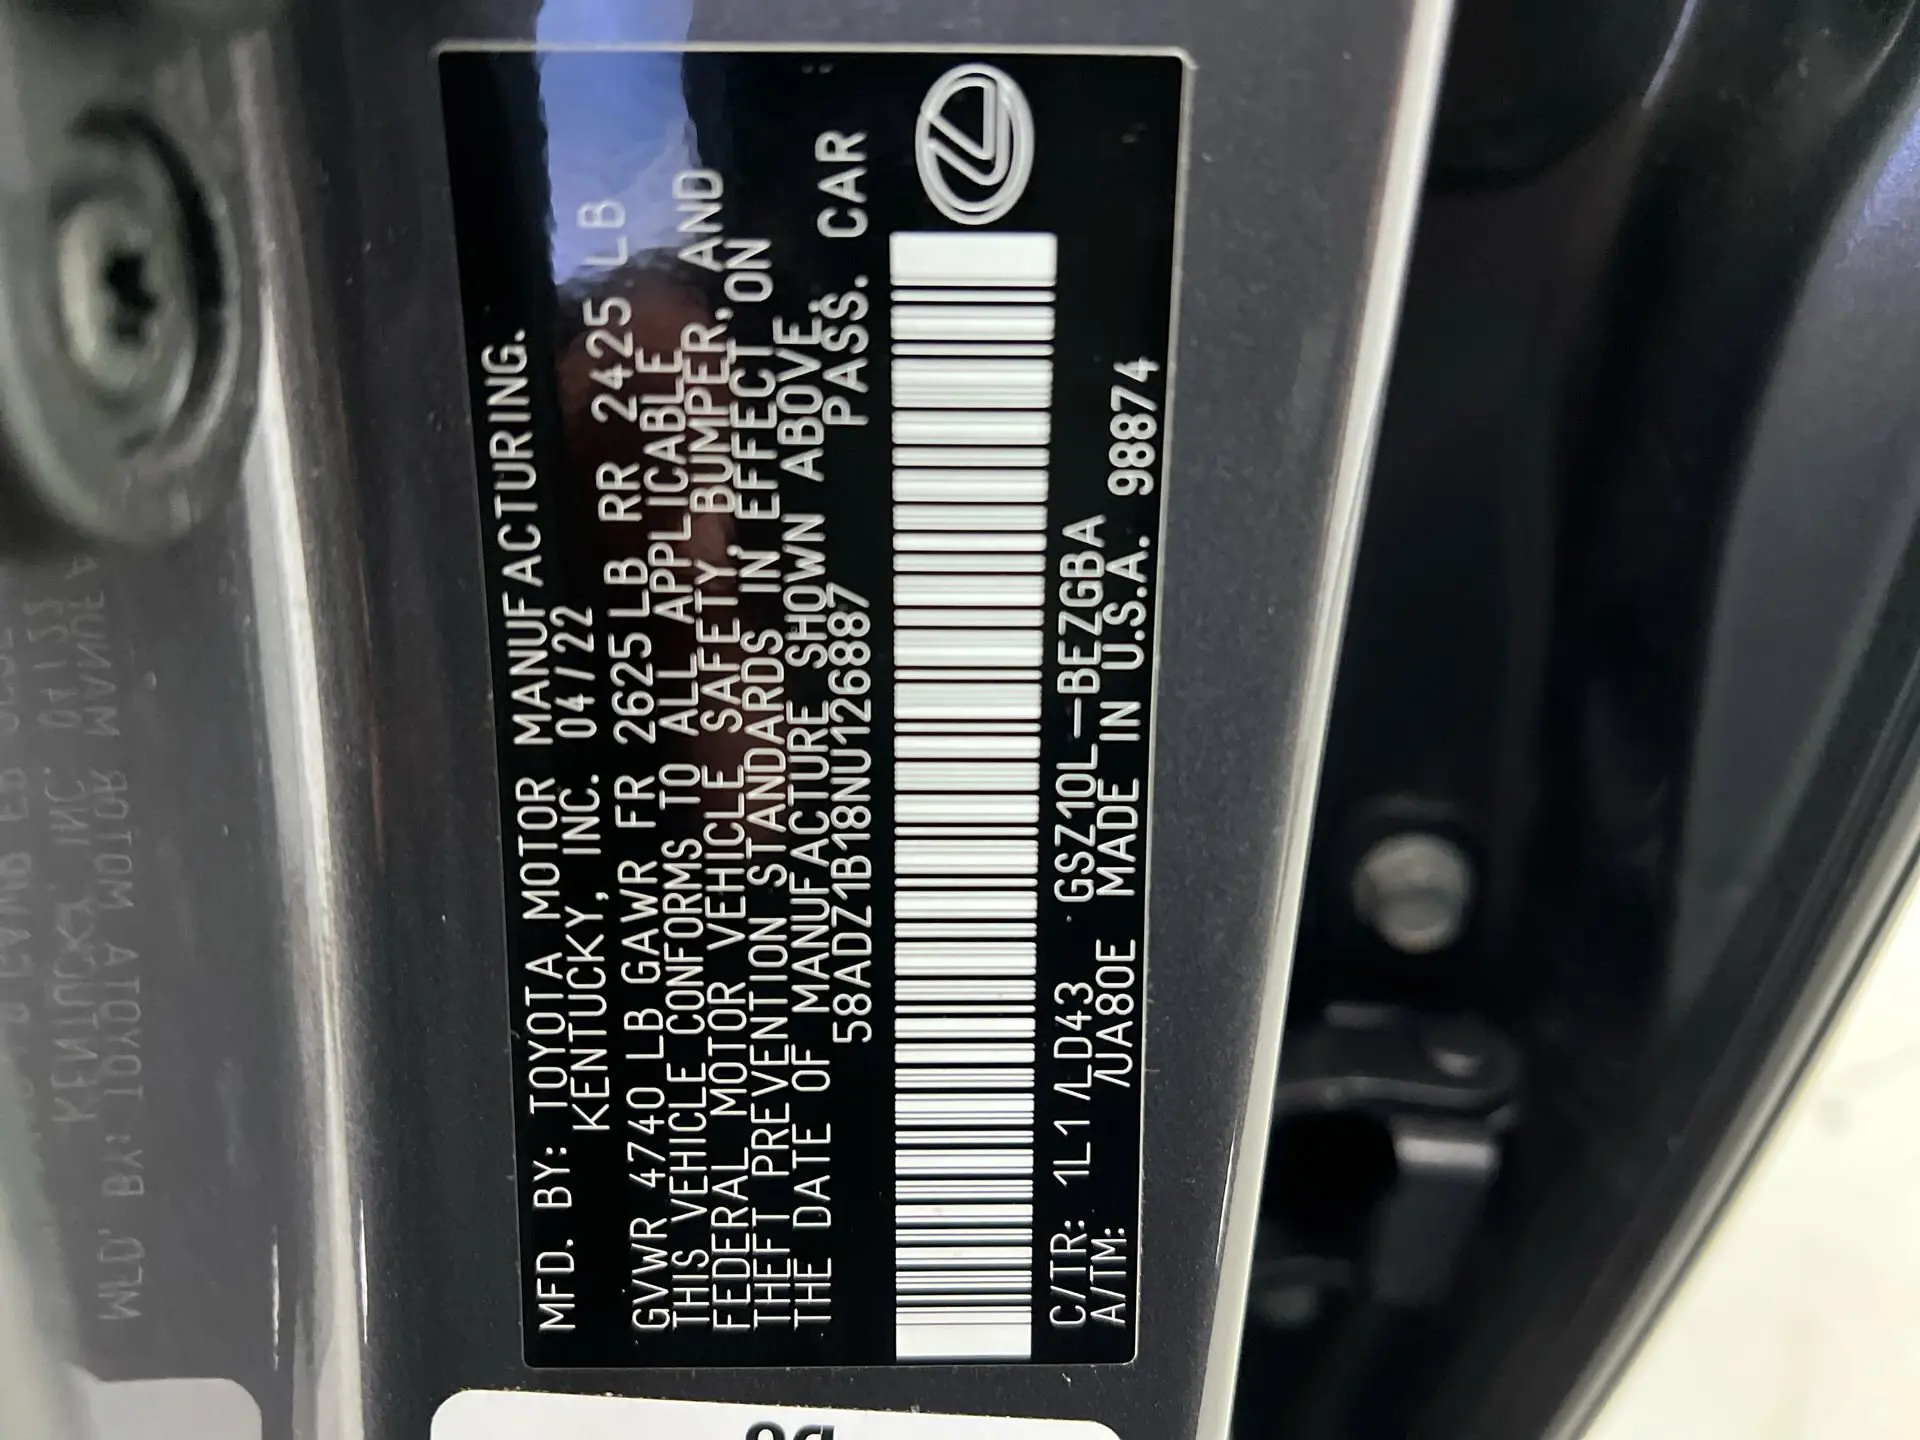 MFD. BY: TOYOTA MOTOR MANUFACTURING.
KENTUCKY, INC. 04/22
GVWR 4740 LB GAWR FR 2625 LB RR 2425 LB
THIS VEHICLE CONFORMS TO ALL APPLICABLE
FEDERAL MOTOR VEHICLE SAFETY, BUMPER, AND
THEFT PREVENTION STANDARDS IN EFFECT ON
THE DATE OF MANUFACTURE SHOWN ABOVE.
58ADZ1B18NU126887 PASS. CAR
C/TR: 1L1 /LD43 GSZ10L-BEZGBA
A/TM: /UA80E MADE IN U.S.A. 98874